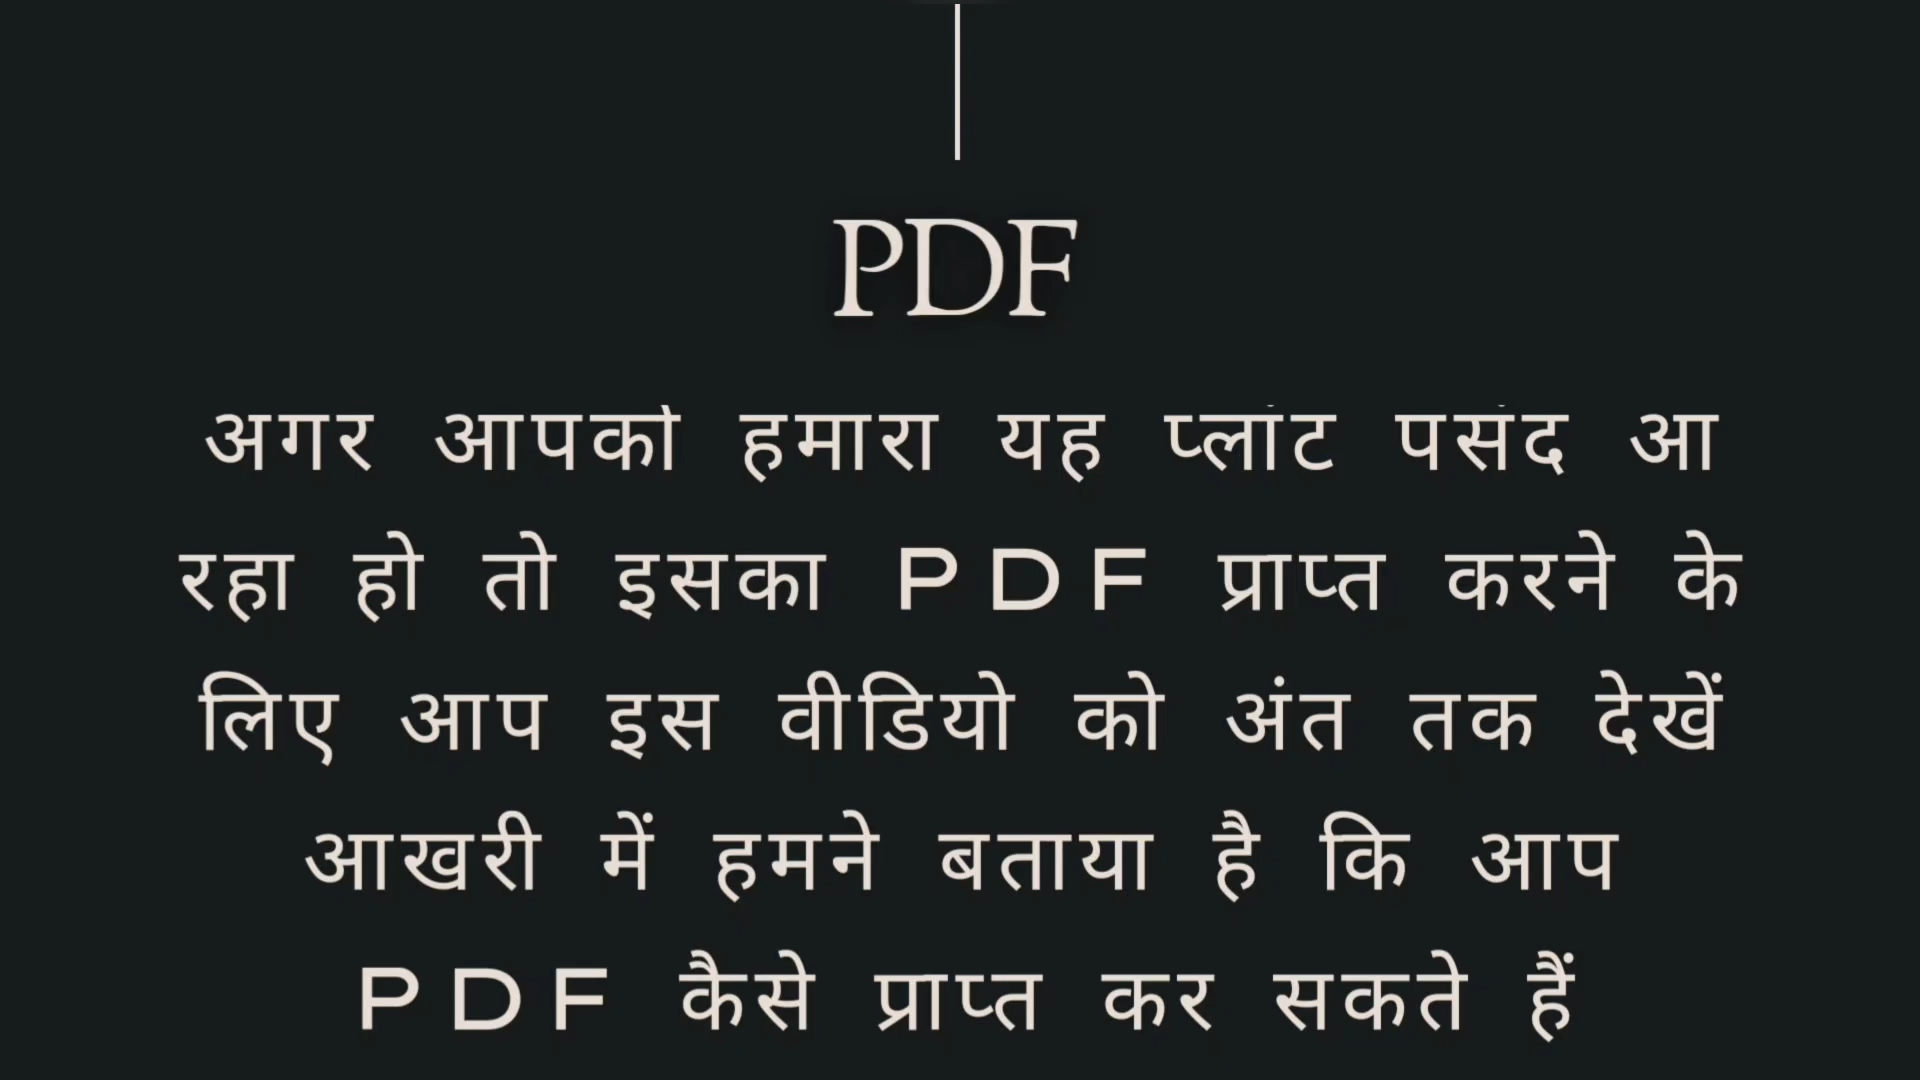 PDF
अगर आपको हमारा यह प्लॉट पसंद आ
रहा हो तो इसका PDF प्राप्त करने के
लिए आप इस वीडियो को अंत तक देखें
आखरी में हमने बताया है कि आप
PDF कैसे प्राप्त कर सकते हैं